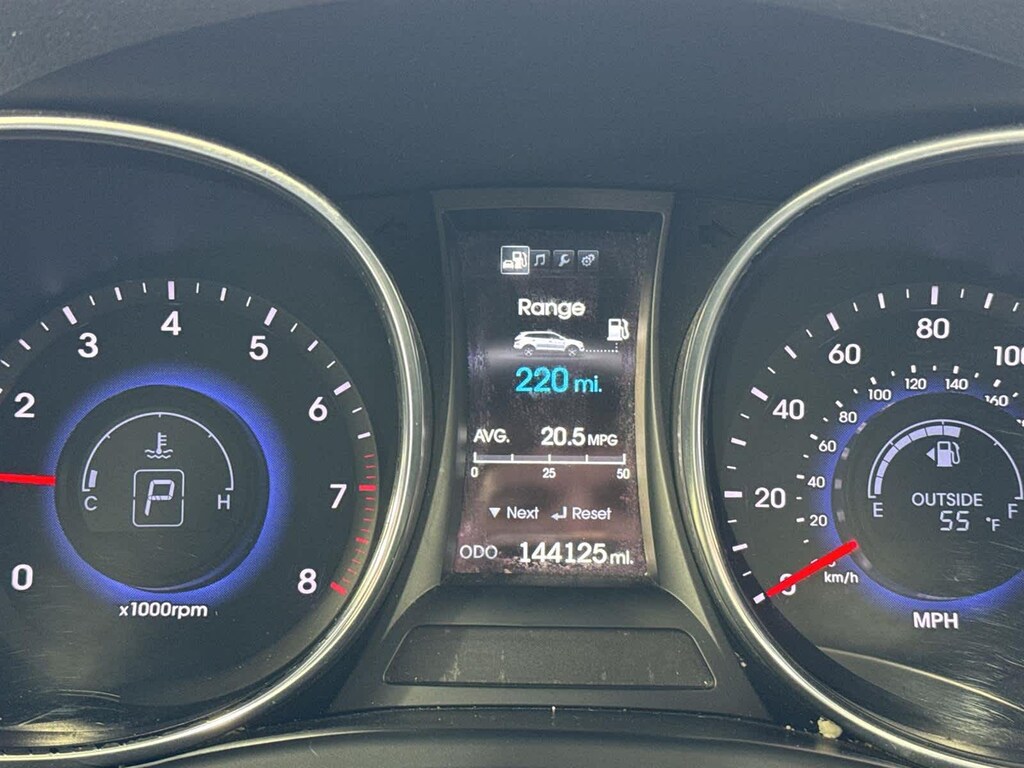 Range
220 mi.
AVG. 20.5 MPG
0 25 50
▼ Next ↵ Reset
ODO 144125 mi.
0 2 3 4 5 6 7 8
C H
P
x1000rpm
0 20 40 60 80 100
20 40 60 80 100 120 140 160
km/h
E F
OUTSIDE
55 °F
MPH